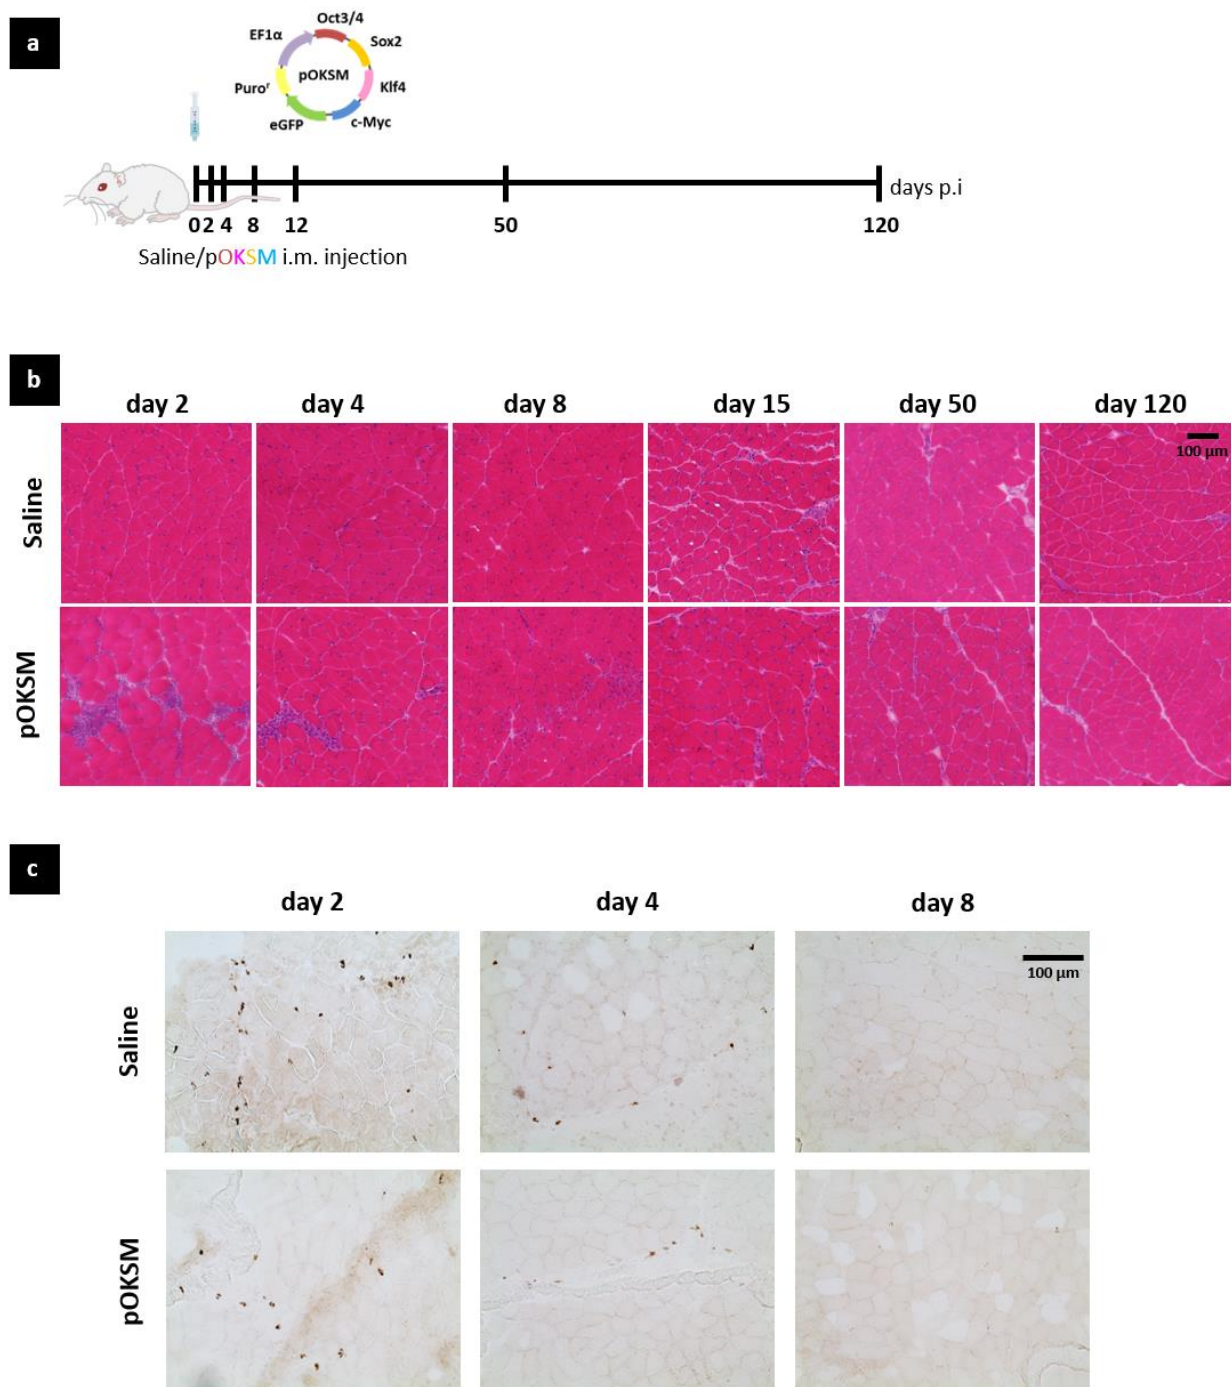 a
Oct3/4
EF1α
Sox2
pOKSM
Puroʳ
Klf4
eGFP
c-Myc
days p.i
0 2 4 8 12 50 120
Saline/pOKSM i.m. injection
b
day 2 day 4 day 8 day 15 day 50 day 120
Saline
100 µm
pOKSM
c
day 2 day 4 day 8
Saline
100 µm
pOKSM